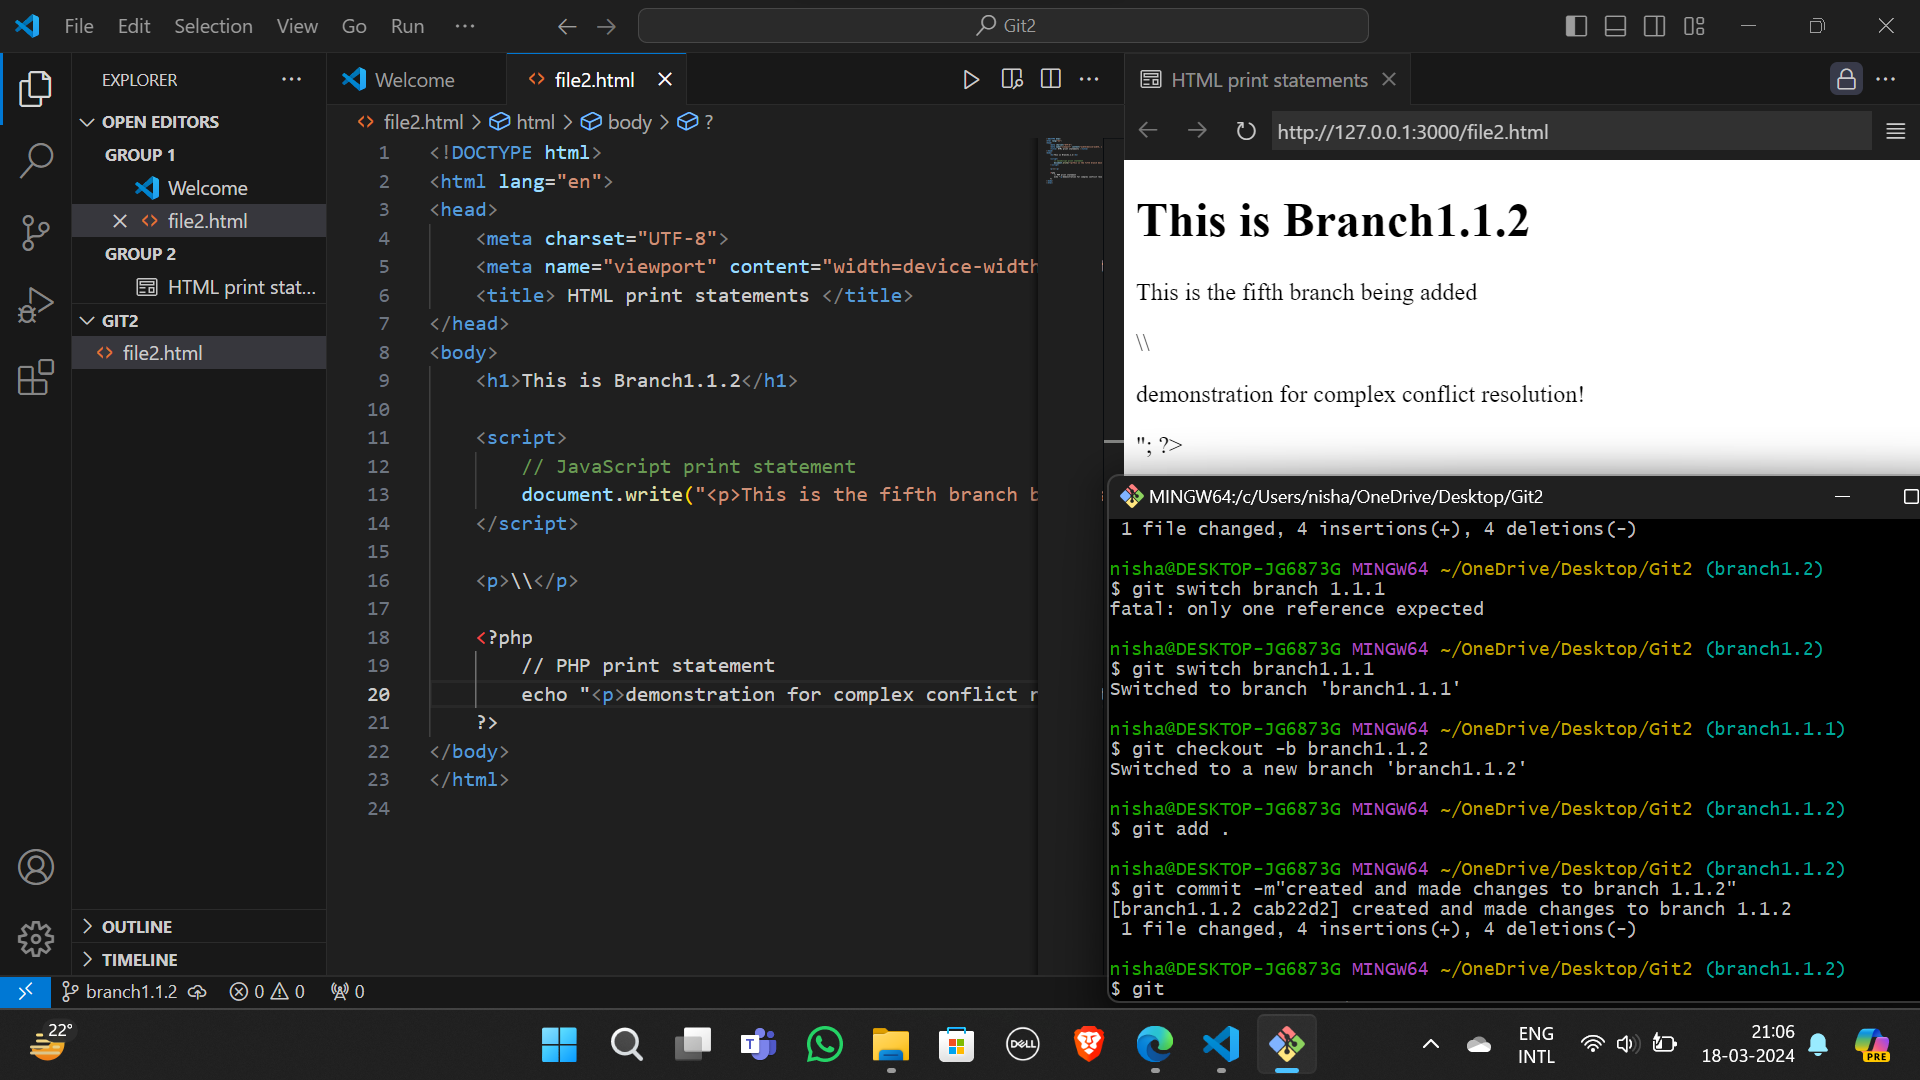 File Edit Selection View Go Run ···
Git2
EXPLORER ···
OPEN EDITORS
GROUP 1
Welcome
file2.html
GROUP 2
HTML print stat...
GIT2
file2.html
OUTLINE
TIMELINE
Welcome
file2.html
file2.html > html > body > ?
1 <!DOCTYPE html>
2 <html lang="en">
3 <head>
4 <meta charset="UTF-8">
5 <meta name="viewport" content="width=device-width
6 <title> HTML print statements </title>
7 </head>
8 <body>
9 <h1>This is Branch1.1.2</h1>
10
11 <script>
12 // JavaScript print statement
13 document.write("<p>This is the fifth branch b
14 </script>
15
16 <p>\\</p>
17
18 <?php
19 // PHP print statement
20 echo "<p>demonstration for complex conflict r
21 ?>
22 </body>
23 </html>
24
HTML print statements
http://127.0.0.1:3000/file2.html
This is Branch1.1.2
This is the fifth branch being added
\\
demonstration for complex conflict resolution!
"; ?>
MINGW64:/c/Users/nisha/OneDrive/Desktop/Git2
1 file changed, 4 insertions(+), 4 deletions(-)
nisha@DESKTOP-JG6873G MINGW64 ~/OneDrive/Desktop/Git2 (branch1.2)
$ git switch branch 1.1.1
fatal: only one reference expected
nisha@DESKTOP-JG6873G MINGW64 ~/OneDrive/Desktop/Git2 (branch1.2)
$ git switch branch1.1.1
Switched to branch 'branch1.1.1'
nisha@DESKTOP-JG6873G MINGW64 ~/OneDrive/Desktop/Git2 (branch1.1.1)
$ git checkout -b branch1.1.2
Switched to a new branch 'branch1.1.2'
nisha@DESKTOP-JG6873G MINGW64 ~/OneDrive/Desktop/Git2 (branch1.1.2)
$ git add .
nisha@DESKTOP-JG6873G MINGW64 ~/OneDrive/Desktop/Git2 (branch1.1.2)
$ git commit -m"created and made changes to branch 1.1.2"
[branch1.1.2 cab22d2] created and made changes to branch 1.1.2
1 file changed, 4 insertions(+), 4 deletions(-)
nisha@DESKTOP-JG6873G MINGW64 ~/OneDrive/Desktop/Git2 (branch1.1.2)
$ git
branch1.1.2 0 0 0
22°
T
DELL
ENG
INTL
21:06
18-03-2024
PRE